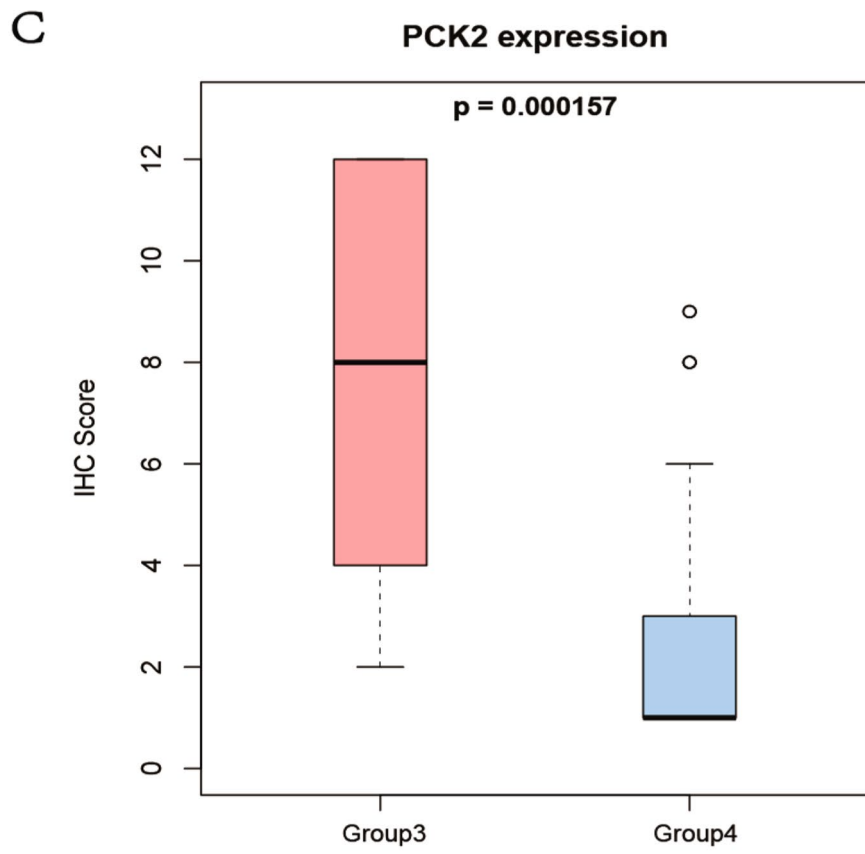 C
PCK2 expression
p = 0.000157
12
10
8
6
4
2
0
IHC Score
Group3
Group4